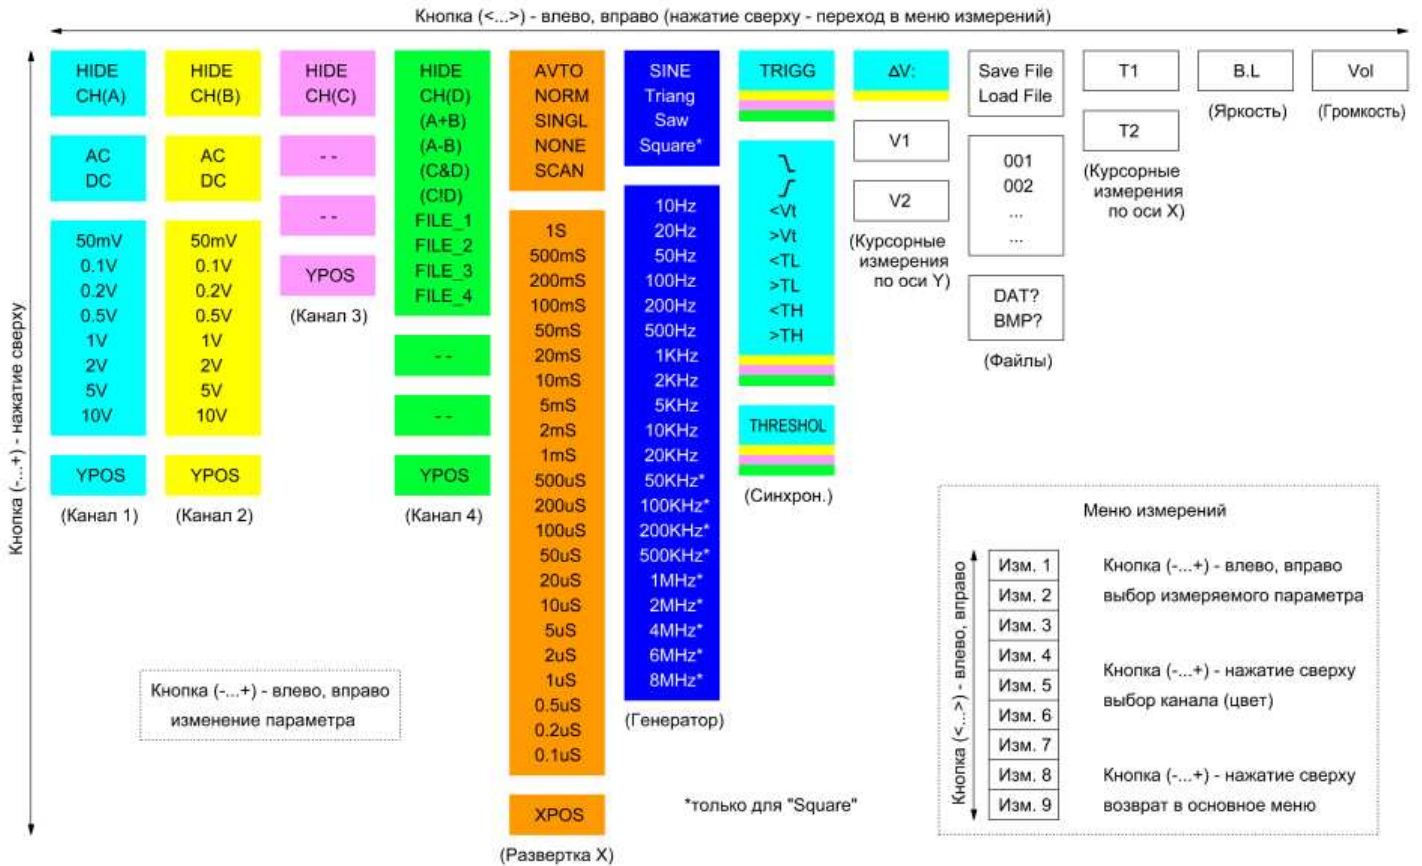 Кнопка (<...>) - влево, вправо (нажатие сверху - переход в меню измерений)
Кнопка (-...+) - нажатие сверху
HIDE
CH(A)
AC
DC
50mV
0.1V
0.2V
0.5V
1V
2V
5V
10V
YPOS
(Канал 1)
HIDE
CH(B)
AC
DC
50mV
0.1V
0.2V
0.5V
1V
2V
5V
10V
YPOS
(Канал 2)
HIDE
CH(C)
- -
- -
YPOS
(Канал 3)
HIDE
CH(D)
(A+B)
(A-B)
(C&D)
(C!D)
FILE_1
FILE_2
FILE_3
FILE_4
- -
- -
YPOS
(Канал 4)
AVTO
NORM
SINGL
NONE
SCAN
1S
500mS
200mS
100mS
50mS
20mS
10mS
5mS
2mS
1mS
500uS
200uS
100uS
50uS
20uS
10uS
5uS
2uS
1uS
0.5uS
0.2uS
0.1uS
XPOS
(Развертка X)
SINE
Triang
Saw
Square*
10Hz
20Hz
50Hz
100Hz
200Hz
500Hz
1KHz
2KHz
5KHz
10KHz
20KHz
50KHz*
100KHz*
200KHz*
500KHz*
1MHz*
2MHz*
4MHz*
6MHz*
8MHz*
(Генератор)
TRIGG
<Vt
>Vt
<TL
>TL
<TH
>TH
THRESHOL
(Синхрон.)
ΔV:
V1
V2
(Курсорные
измерения
по оси Y)
Save File
Load File
001
002
...
...
DAT?
BMP?
(Файлы)
T1
T2
(Курсорные
измерения
по оси X)
B.L
(Яркость)
Vol
(Громкость)
Кнопка (-...+) - влево, вправо
изменение параметра
*только для "Square"
Меню измерений
Кнопка (<...>) - влево, вправо
Изм. 1
Изм. 2
Изм. 3
Изм. 4
Изм. 5
Изм. 6
Изм. 7
Изм. 8
Изм. 9
Кнопка (-...+) - влево, вправо
выбор измеряемого параметра
Кнопка (-...+) - нажатие сверху
выбор канала (цвет)
Кнопка (-...+) - нажатие сверху
возврат в основное меню